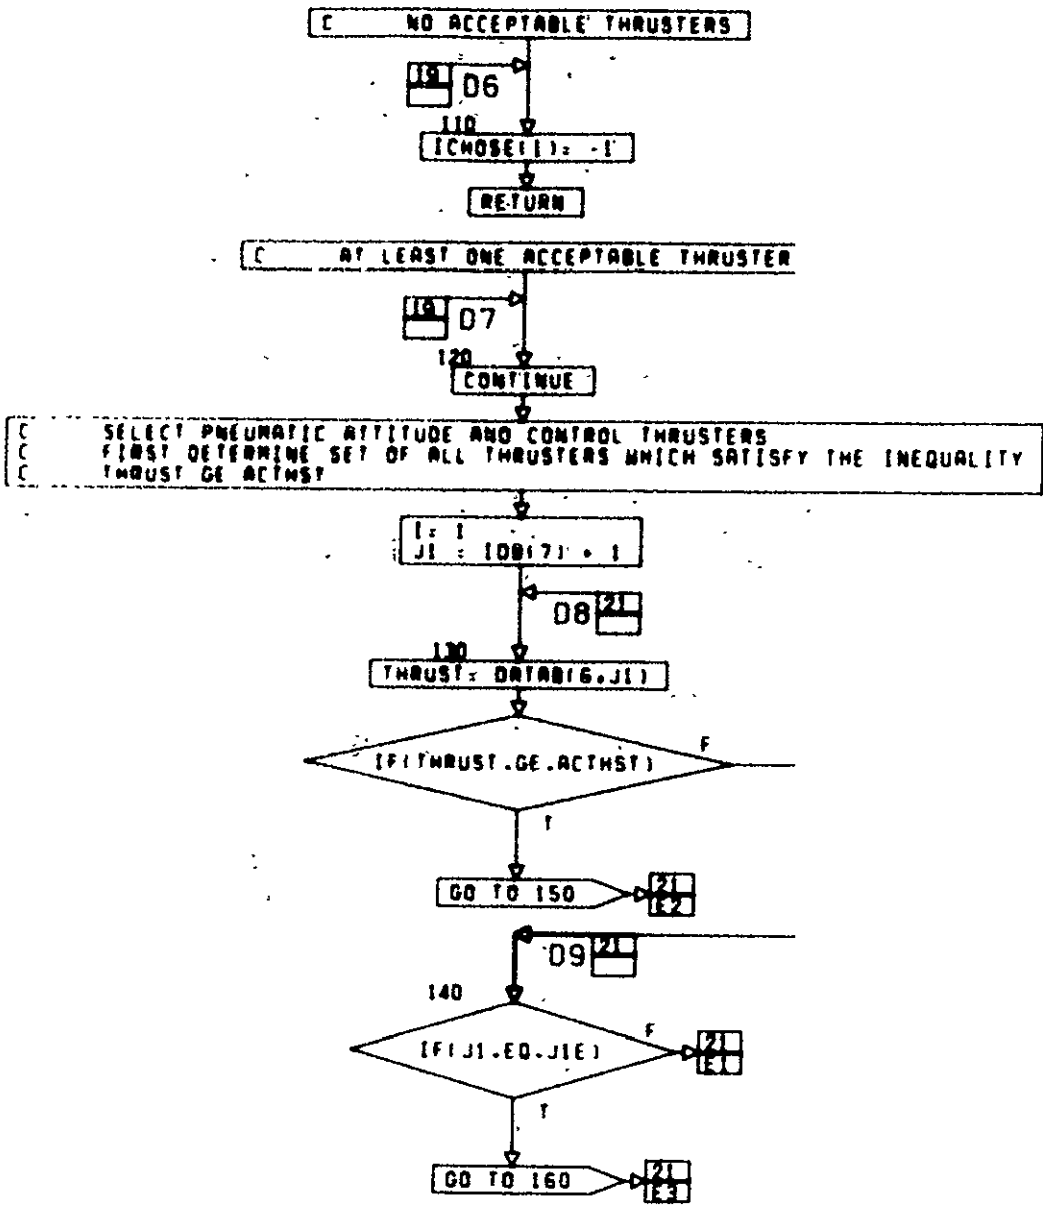 C NO ACCEPTABLE THRUSTERS
19
D6
110
ICHOSE(1)= -1
RETURN
C AT LEAST ONE ACCEPTABLE THRUSTER
19
D7
120
CONTINUE
C SELECT PNEUMATIC ATTITUDE AND CONTROL THRUSTERS
C FIRST DETERMINE SET OF ALL THRUSTERS WHICH SATISFY THE INEQUALITY
C THRUST GE ACTHST
I= 1
J1 = IDB(7) + 1
D8 21
130
THRUST= DATAB(6,J1)
IF(THRUST.GE.ACTHST)
F
T
GO TO 150
21
E2
D9 21
140
IF(J1.EQ.J1E)
F
21
E1
T
GO TO 160
21
E3